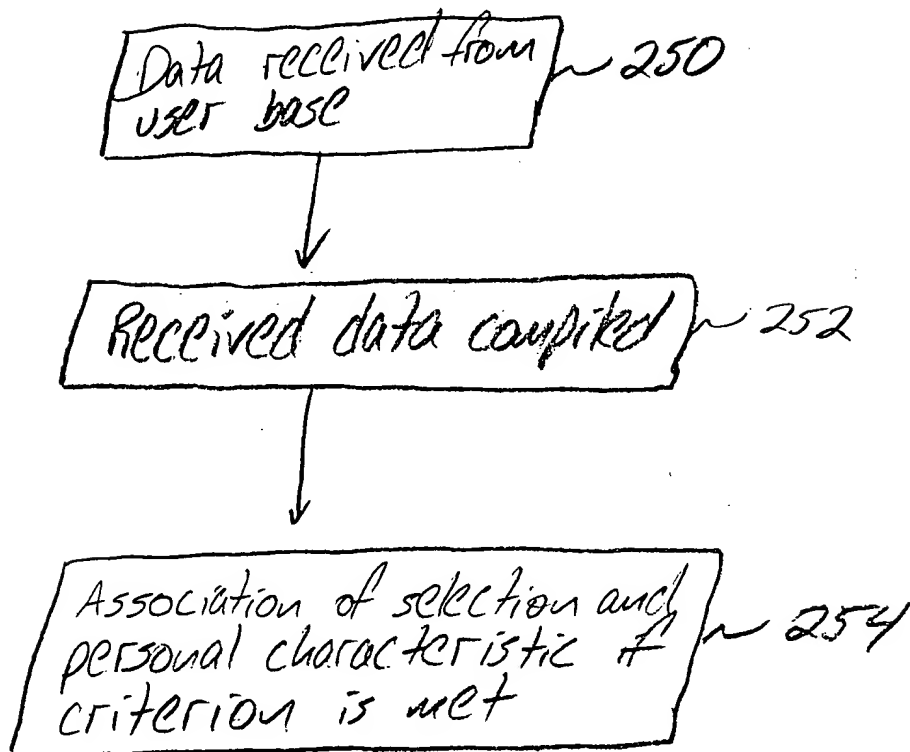 Data received from ~ 250
user base
Received data compiled ~ 252
Association of selection and
personal characteristic if ~ 254
criterion is met